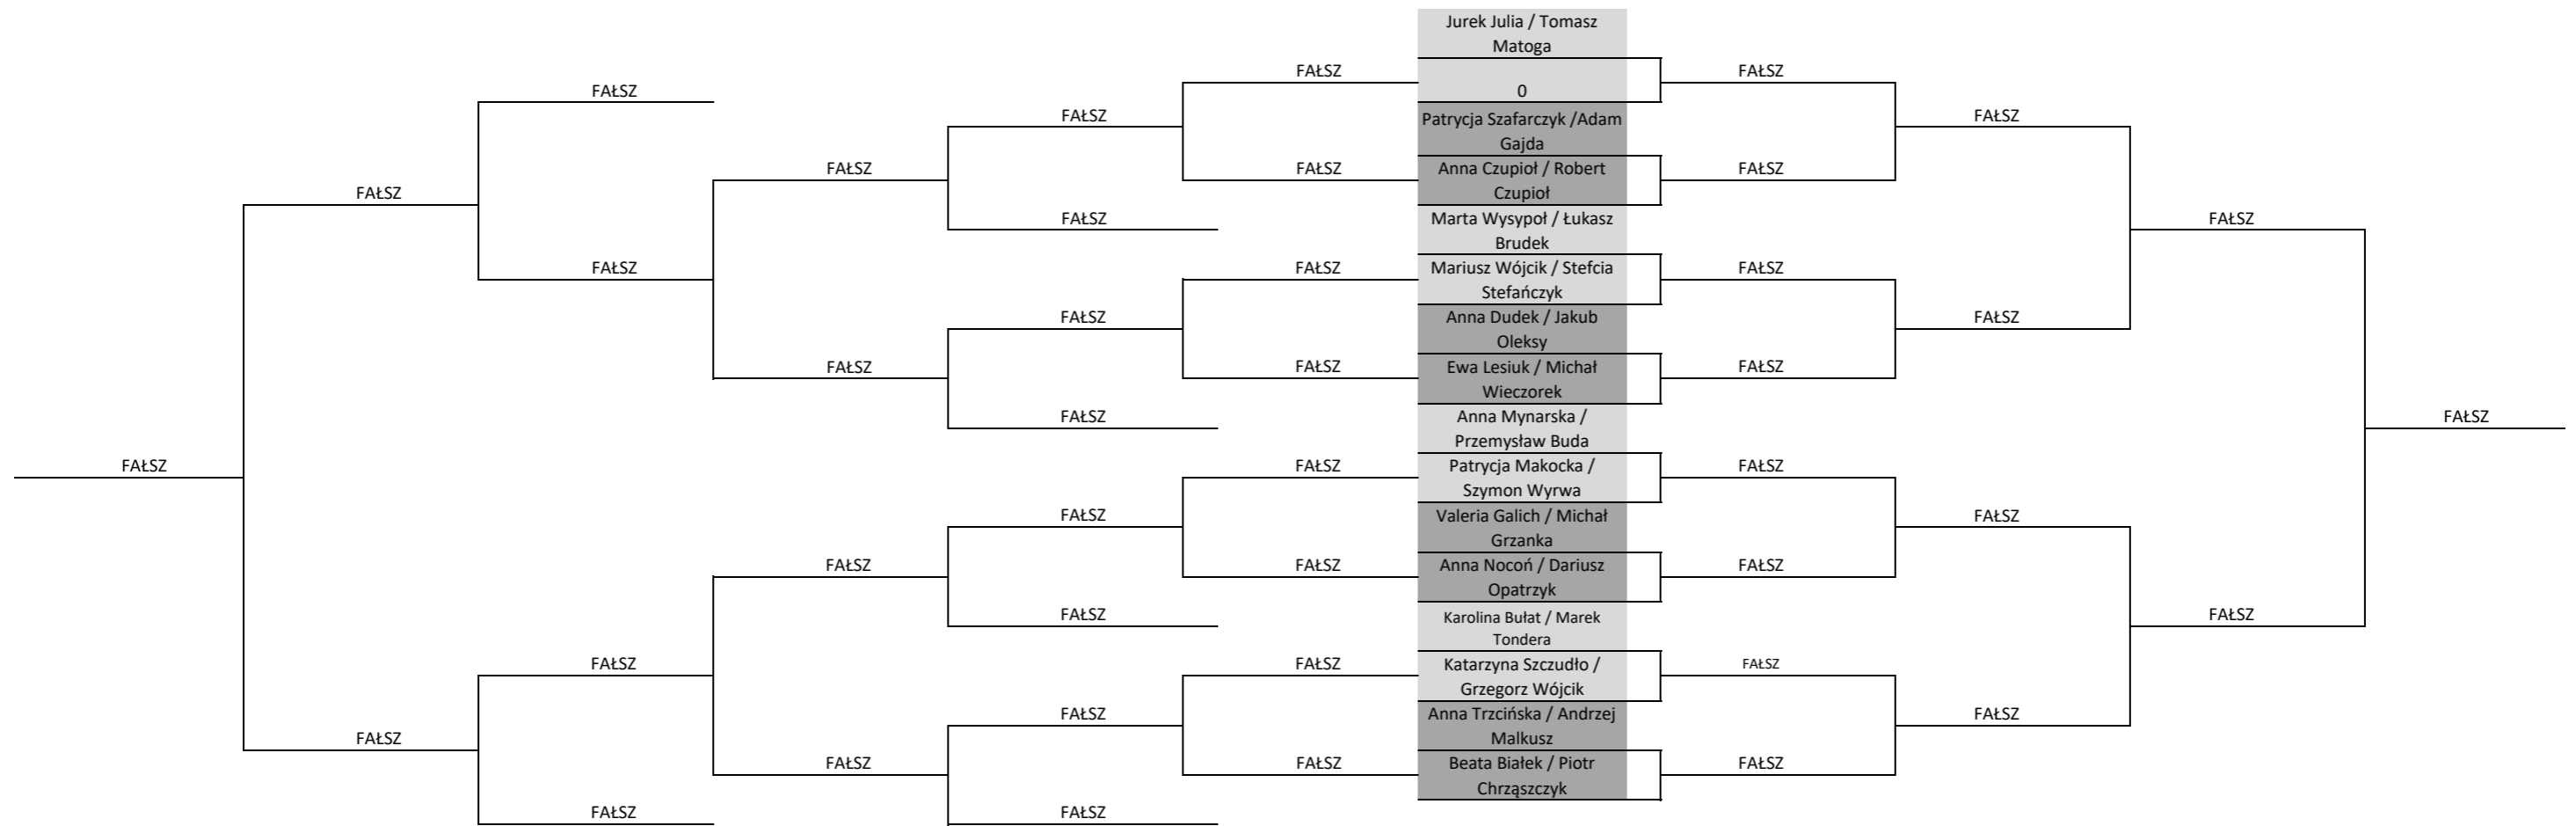 Jurek Julia / Tomasz
Matoga
FAŁSZ
FAŁSZ
FAŁSZ
0
FAŁSZ
FAŁSZ
Patrycja Szafarczyk /Adam
Gajda
FAŁSZ
FAŁSZ
Anna Czupioł / Robert
Czupioł
FAŁSZ
FAŁSZ
FAŁSZ
Marta Wysypoł / Łukasz
Brudek
FAŁSZ
FAŁSZ
FAŁSZ
FAŁSZ
Mariusz Wójcik / Stefcia
Stefańczyk
FAŁSZ
FAŁSZ
Anna Dudek / Jakub
Oleksy
FAŁSZ
FAŁSZ
FAŁSZ
Ewa Lesiuk / Michał
Wieczorek
FAŁSZ
FAŁSZ
Anna Mynarska /
Przemysław Buda
FAŁSZ
FAŁSZ
FAŁSZ
Patrycja Makocka /
Szymon Wyrwa
FAŁSZ
FAŁSZ
Valeria Galich / Michał
Grzanka
FAŁSZ
FAŁSZ
FAŁSZ
Anna Nocoń / Dariusz
Opatrzyk
FAŁSZ
FAŁSZ
Karolina Bułat / Marek
Tondera
FAŁSZ
FAŁSZ
FAŁSZ
Katarzyna Szczudło /
Grzegorz Wójcik
FAŁSZ
FAŁSZ
Anna Trzcińska / Andrzej
Malkusz
FAŁSZ
FAŁSZ
FAŁSZ
FAŁSZ
Beata Białek / Piotr
Chrząszczyk
FAŁSZ
FAŁSZ
FAŁSZ